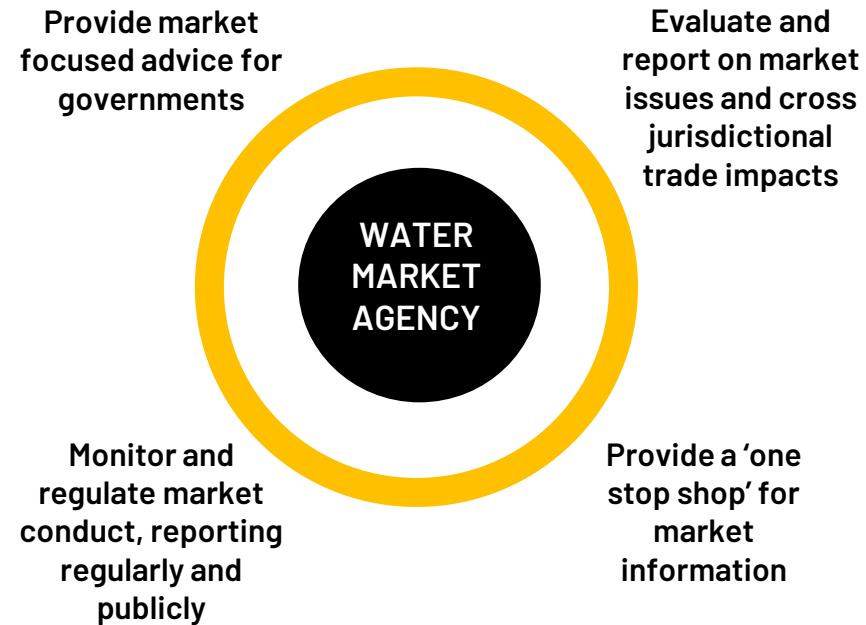 Provide market
focused advice for
governments
Evaluate and
report on market
issues and cross
jurisdictional
trade impacts
WATER
MARKET
AGENCY
Monitor and
regulate market
conduct, reporting
regularly and
publicly
Provide a ‘one
stop shop’ for
market
information